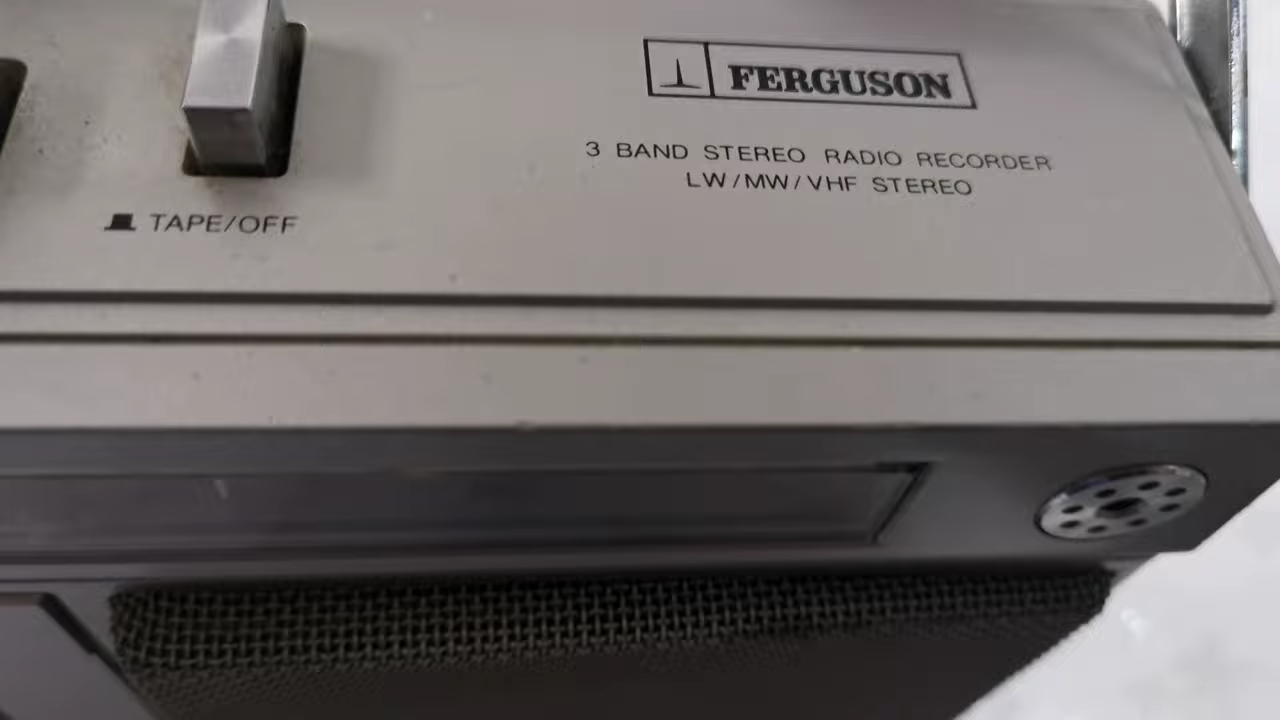 FERGUSON
3 BAND STEREO RADIO RECORDER
LW/MW/VHF STEREO
TAPE/OFF